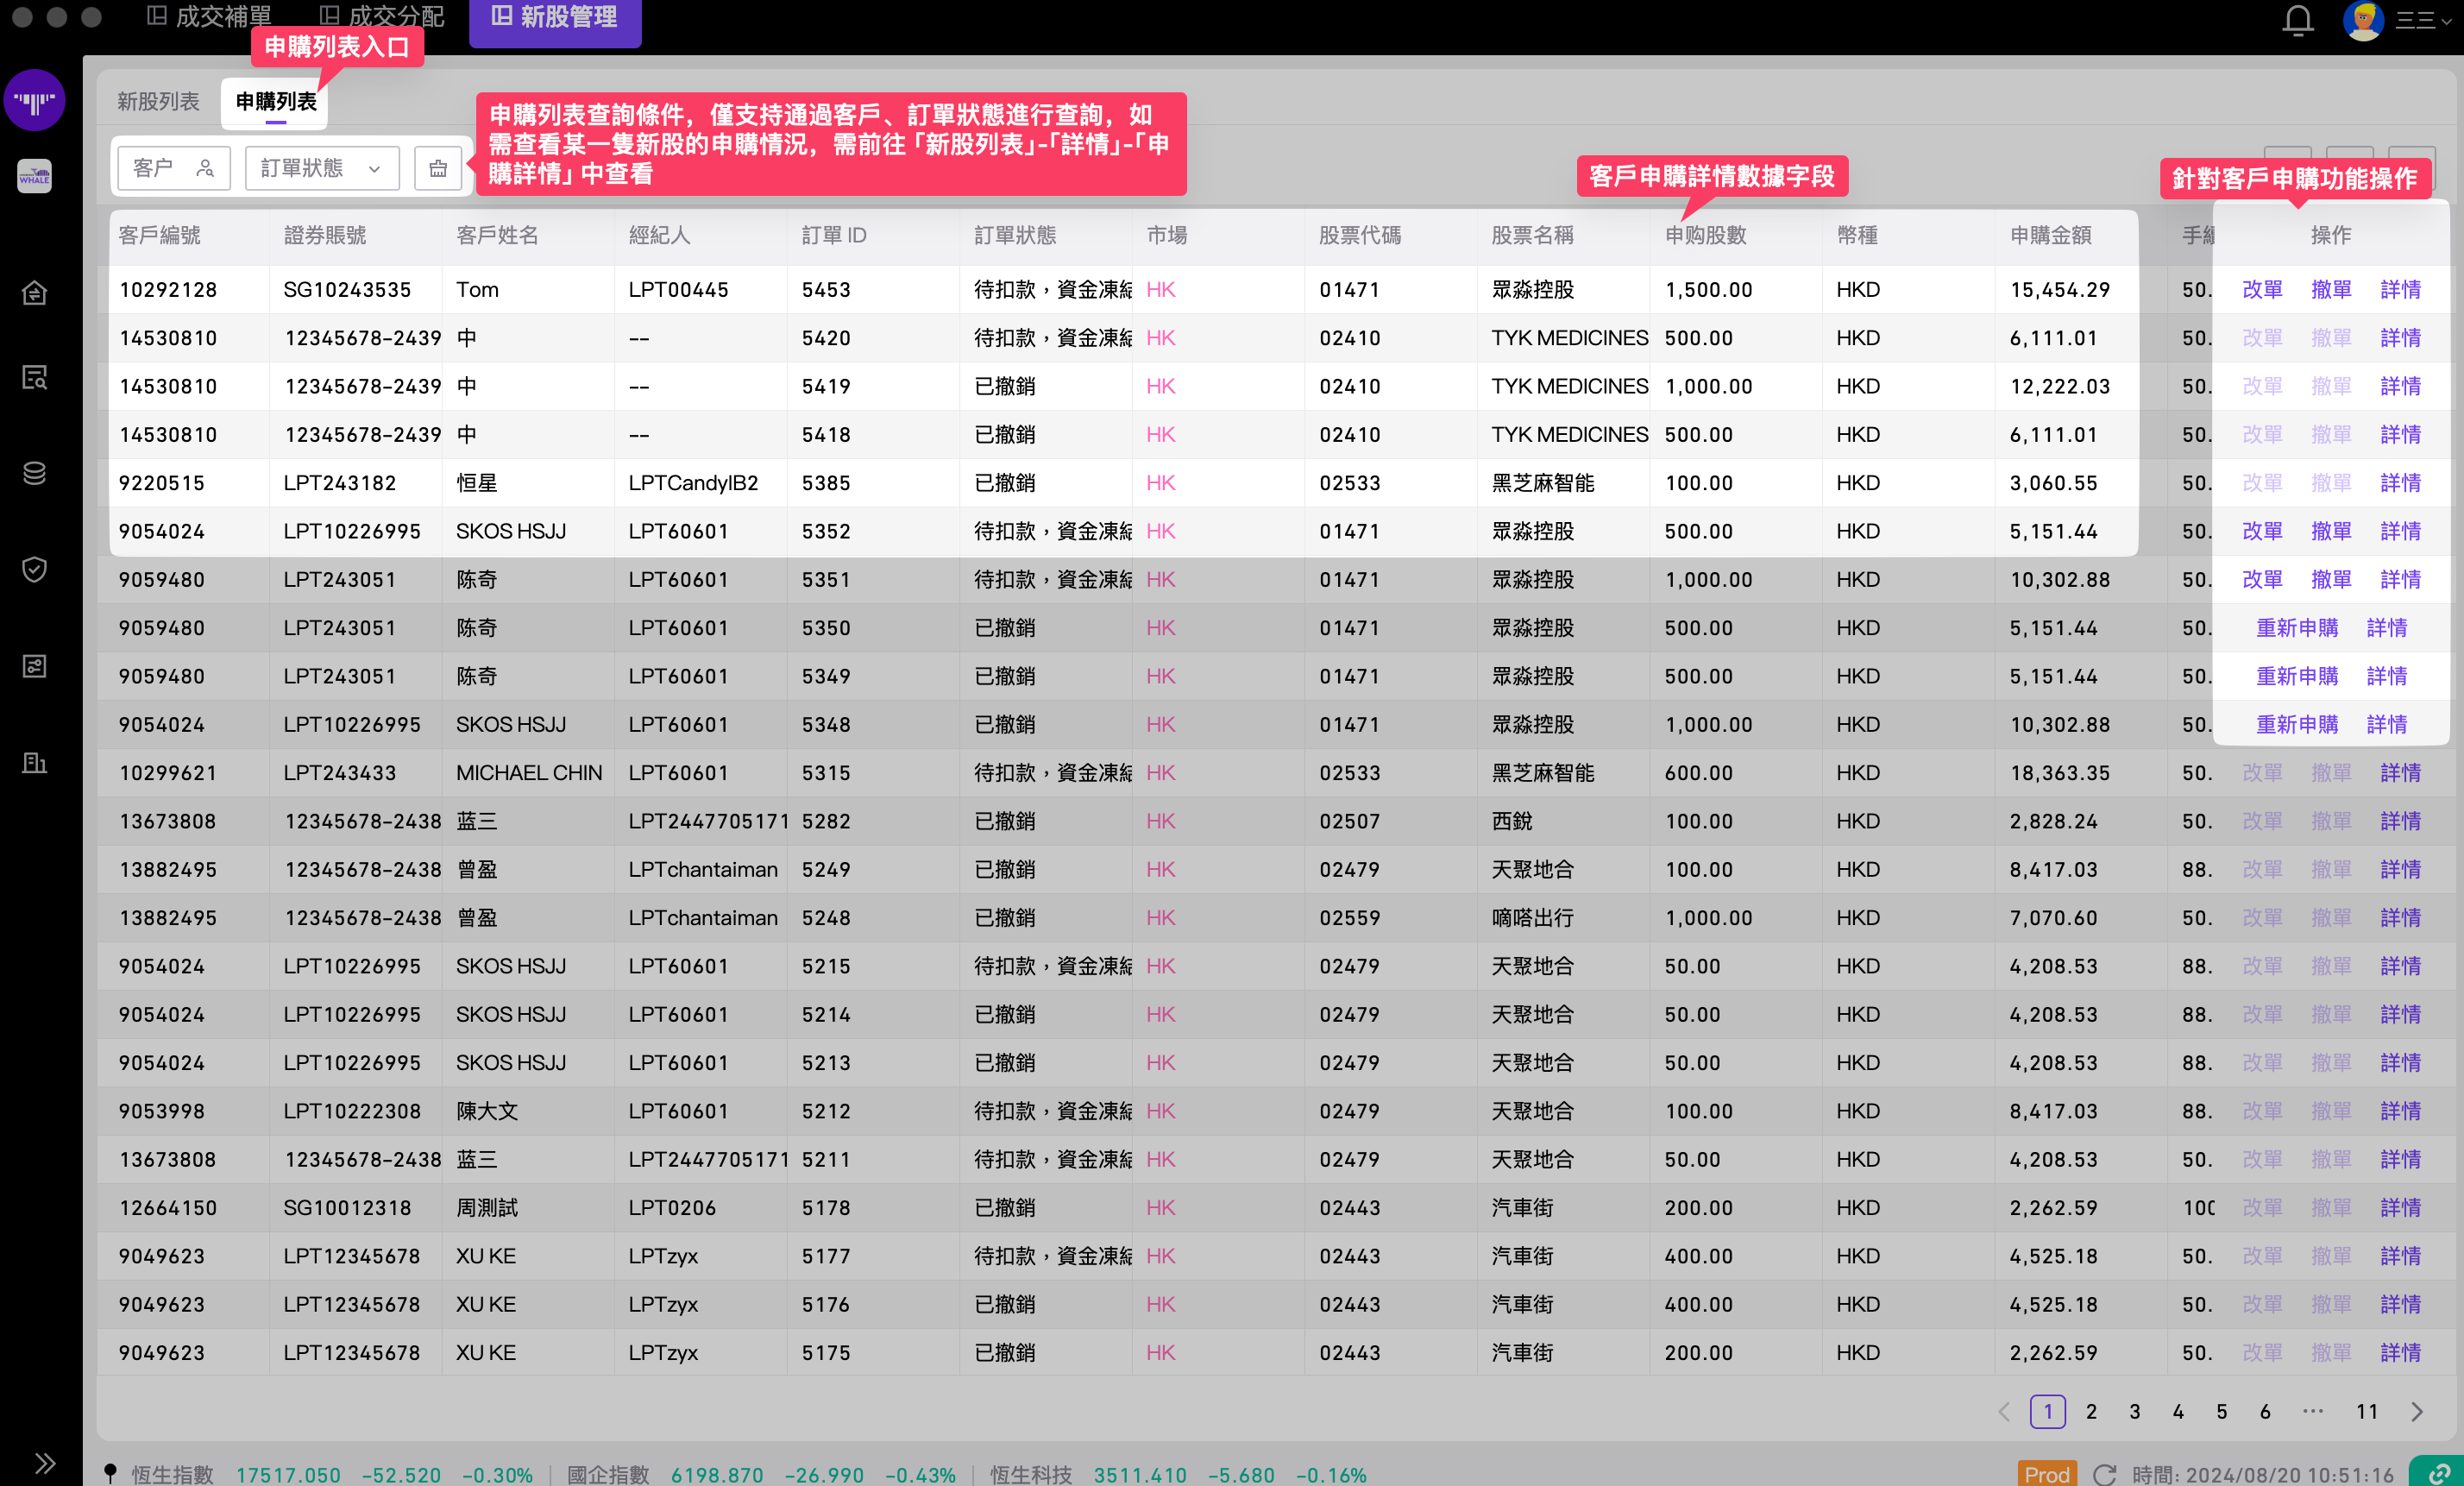 成交補單 成交分配 新股管理 三三
申購列表入口
新股列表 申購列表
申購列表查詢條件，僅支持通過客戶、訂單狀態進行查詢，如
需查看某一隻新股的申購情況，需前往「新股列表」-「詳情」-「申
購詳情」中查看
客户 訂單狀態
WHALE
客戶申購詳情數據字段
針對客戶申購功能操作
客戶編號 證券賬號 客戶姓名 經紀人 訂單 ID 訂單狀態 市場 股票代碼 股票名稱 申购股數 幣種 申購金額 手 操作
10292128 SG10243535 Tom LPT00445 5453 待扣款，資金凍結 HK 01471 眾淼控股 1,500.00 HKD 15,454.29 50. 改單 撤單 詳情
14530810 12345678-2439 中 -- 5420 待扣款，資金凍結 HK 02410 TYK MEDICINES 500.00 HKD 6,111.01 50. 改單 撤單 詳情
14530810 12345678-2439 中 -- 5419 已撤銷 HK 02410 TYK MEDICINES 1,000.00 HKD 12,222.03 50. 改單 撤單 詳情
14530810 12345678-2439 中 -- 5418 已撤銷 HK 02410 TYK MEDICINES 500.00 HKD 6,111.01 50. 改單 撤單 詳情
9220515 LPT243182 恒星 LPTCandyIB2 5385 已撤銷 HK 02533 黑芝麻智能 100.00 HKD 3,060.55 50. 改單 撤單 詳情
9054024 LPT10226995 SKOS HSJJ LPT60601 5352 待扣款，資金凍結 HK 01471 眾淼控股 500.00 HKD 5,151.44 50. 改單 撤單 詳情
9059480 LPT243051 陈奇 LPT60601 5351 待扣款，資金凍結 HK 01471 眾淼控股 1,000.00 HKD 10,302.88 50. 改單 撤單 詳情
9059480 LPT243051 陈奇 LPT60601 5350 已撤銷 HK 01471 眾淼控股 500.00 HKD 5,151.44 50. 重新申購 詳情
9059480 LPT243051 陈奇 LPT60601 5349 已撤銷 HK 01471 眾淼控股 500.00 HKD 5,151.44 50. 重新申購 詳情
9054024 LPT10226995 SKOS HSJJ LPT60601 5348 已撤銷 HK 01471 眾淼控股 1,000.00 HKD 10,302.88 50. 重新申購 詳情
10299621 LPT243433 MICHAEL CHIN LPT60601 5315 待扣款，資金凍結 HK 02533 黑芝麻智能 600.00 HKD 18,363.35 50. 改單 撤單 詳情
13673808 12345678-2438 蓝三 LPT2447705171 5282 已撤銷 HK 02507 西銳 100.00 HKD 2,828.24 50. 改單 撤單 詳情
13882495 12345678-2438 曾盈 LPTchantaiman 5249 已撤銷 HK 02479 天聚地合 100.00 HKD 8,417.03 88. 改單 撤單 詳情
13882495 12345678-2438 曾盈 LPTchantaiman 5248 已撤銷 HK 02559 嘀嗒出行 1,000.00 HKD 7,070.60 50. 改單 撤單 詳情
9054024 LPT10226995 SKOS HSJJ LPT60601 5215 待扣款，資金凍結 HK 02479 天聚地合 50.00 HKD 4,208.53 88. 改單 撤單 詳情
9054024 LPT10226995 SKOS HSJJ LPT60601 5214 已撤銷 HK 02479 天聚地合 50.00 HKD 4,208.53 88. 改單 撤單 詳情
9054024 LPT10226995 SKOS HSJJ LPT60601 5213 已撤銷 HK 02479 天聚地合 50.00 HKD 4,208.53 88. 改單 撤單 詳情
9053998 LPT10222308 陳大文 LPT60601 5212 待扣款，資金凍結 HK 02479 天聚地合 100.00 HKD 8,417.03 88. 改單 撤單 詳情
13673808 12345678-2438 蓝三 LPT2447705171 5211 待扣款，資金凍結 HK 02479 天聚地合 50.00 HKD 4,208.53 50. 改單 撤單 詳情
12664150 SG10012318 周測試 LPT0206 5178 已撤銷 HK 02443 汽車街 200.00 HKD 2,262.59 100 改單 撤單 詳情
9049623 LPT12345678 XU KE LPTzyx 5177 待扣款，資金凍結 HK 02443 汽車街 400.00 HKD 4,525.18 50. 改單 撤單 詳情
9049623 LPT12345678 XU KE LPTzyx 5176 已撤銷 HK 02443 汽車街 400.00 HKD 4,525.18 50. 改單 撤單 詳情
9049623 LPT12345678 XU KE LPTzyx 5175 已撤銷 HK 02443 汽車街 200.00 HKD 2,262.59 50. 改單 撤單 詳情
1 2 3 4 5 6 ··· 11
恆生指數 17517.050 -52.520 -0.30% 國企指數 6198.870 -26.990 -0.43% 恆生科技 3511.410 -5.680 -0.16% Prod 時間: 2024/08/20 10:51:16